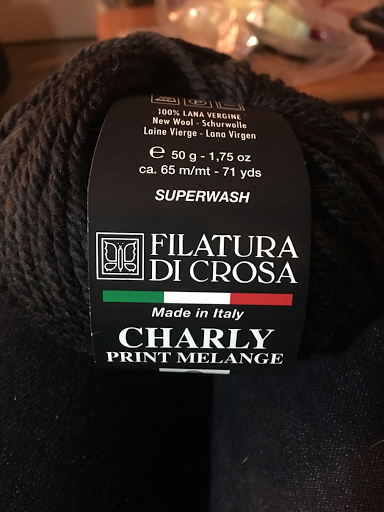 100% LANA VERGINE
New Wool - Schurwolle
Laine Vierge - Lana Virgen
e 50 g - 1,75 oz
ca. 65 m/mt - 71 yds
SUPERWASH
FILATURA
DI CROSA
Made in Italy
CHARLY
PRINT MELANGE